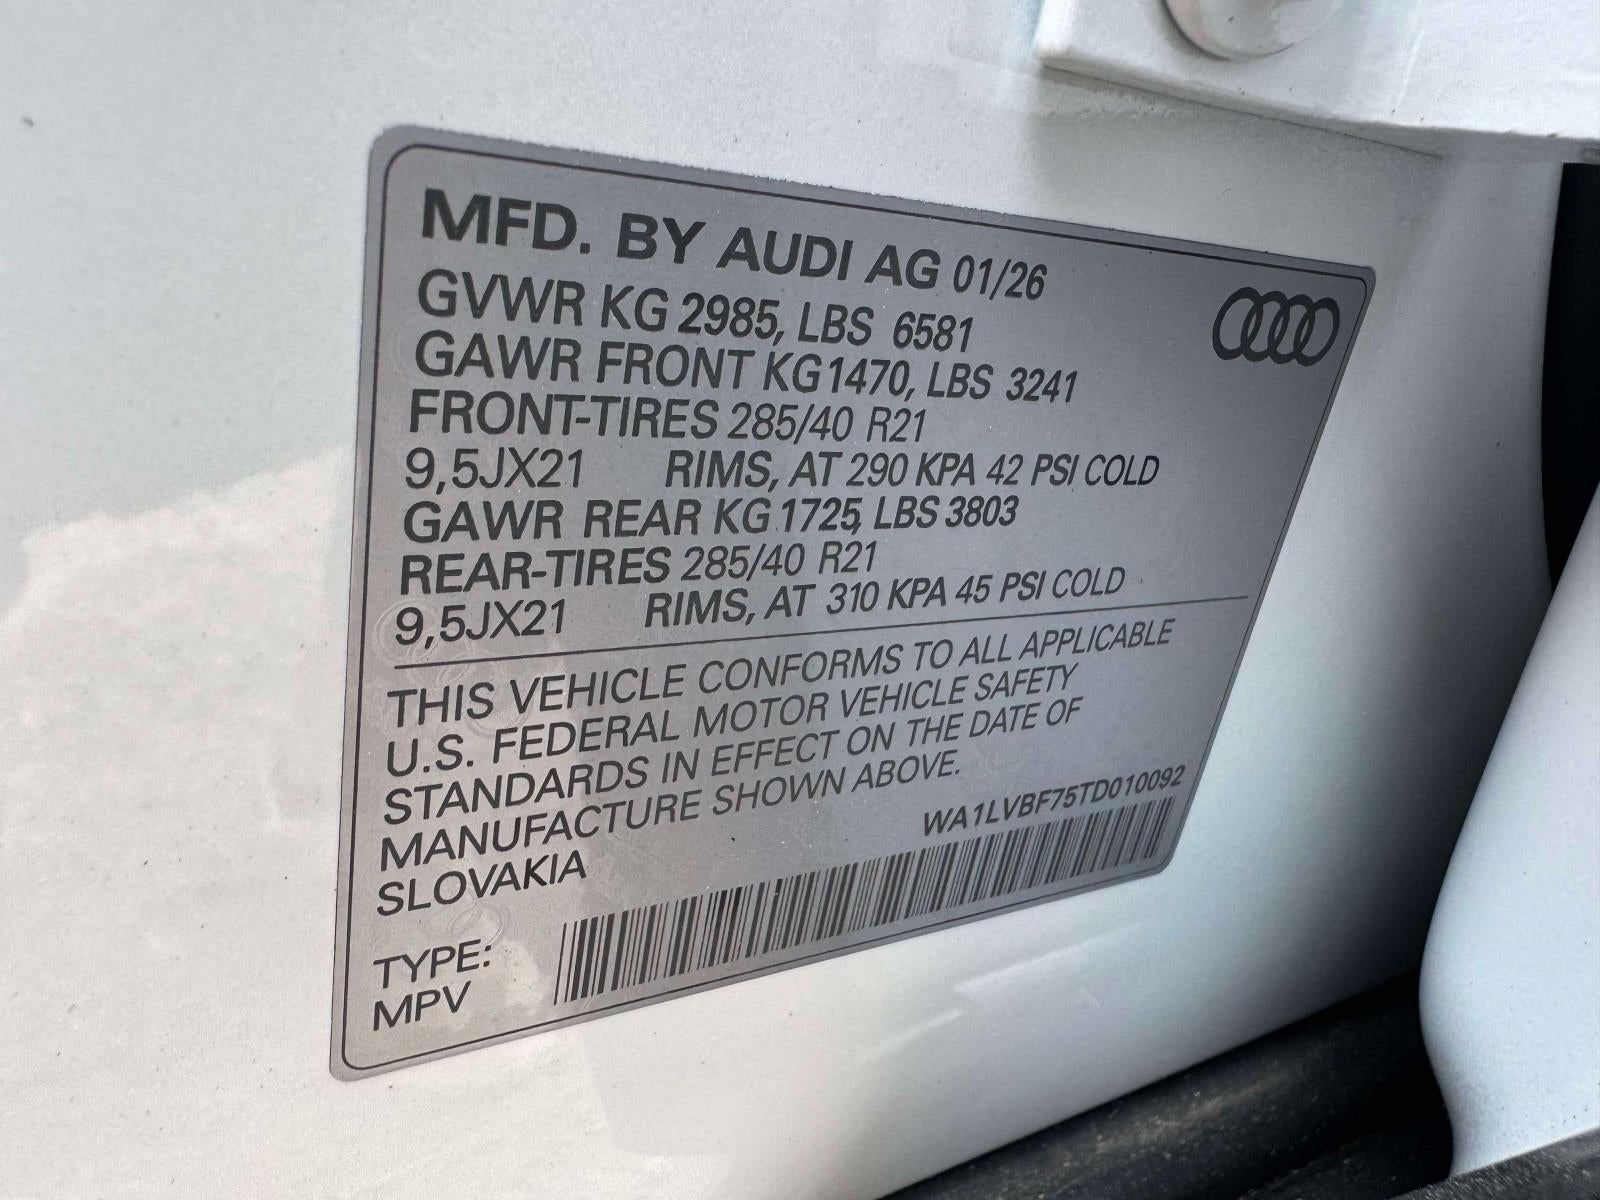 MFD. BY AUDI AG 01/26
GVWR KG 2985, LBS 6581
GAWR FRONT KG 1470, LBS 3241
FRONT-TIRES 285/40 R21
9,5JX21 RIMS, AT 290 KPA 42 PSI COLD
GAWR REAR KG 1725, LBS 3803
REAR-TIRES 285/40 R21
9,5JX21 RIMS, AT 310 KPA 45 PSI COLD
THIS VEHICLE CONFORMS TO ALL APPLICABLE
U.S. FEDERAL MOTOR VEHICLE SAFETY
STANDARDS IN EFFECT ON THE DATE OF
MANUFACTURE SHOWN ABOVE.
SLOVAKIA
WA1LVBF75TD010092
TYPE:
MPV